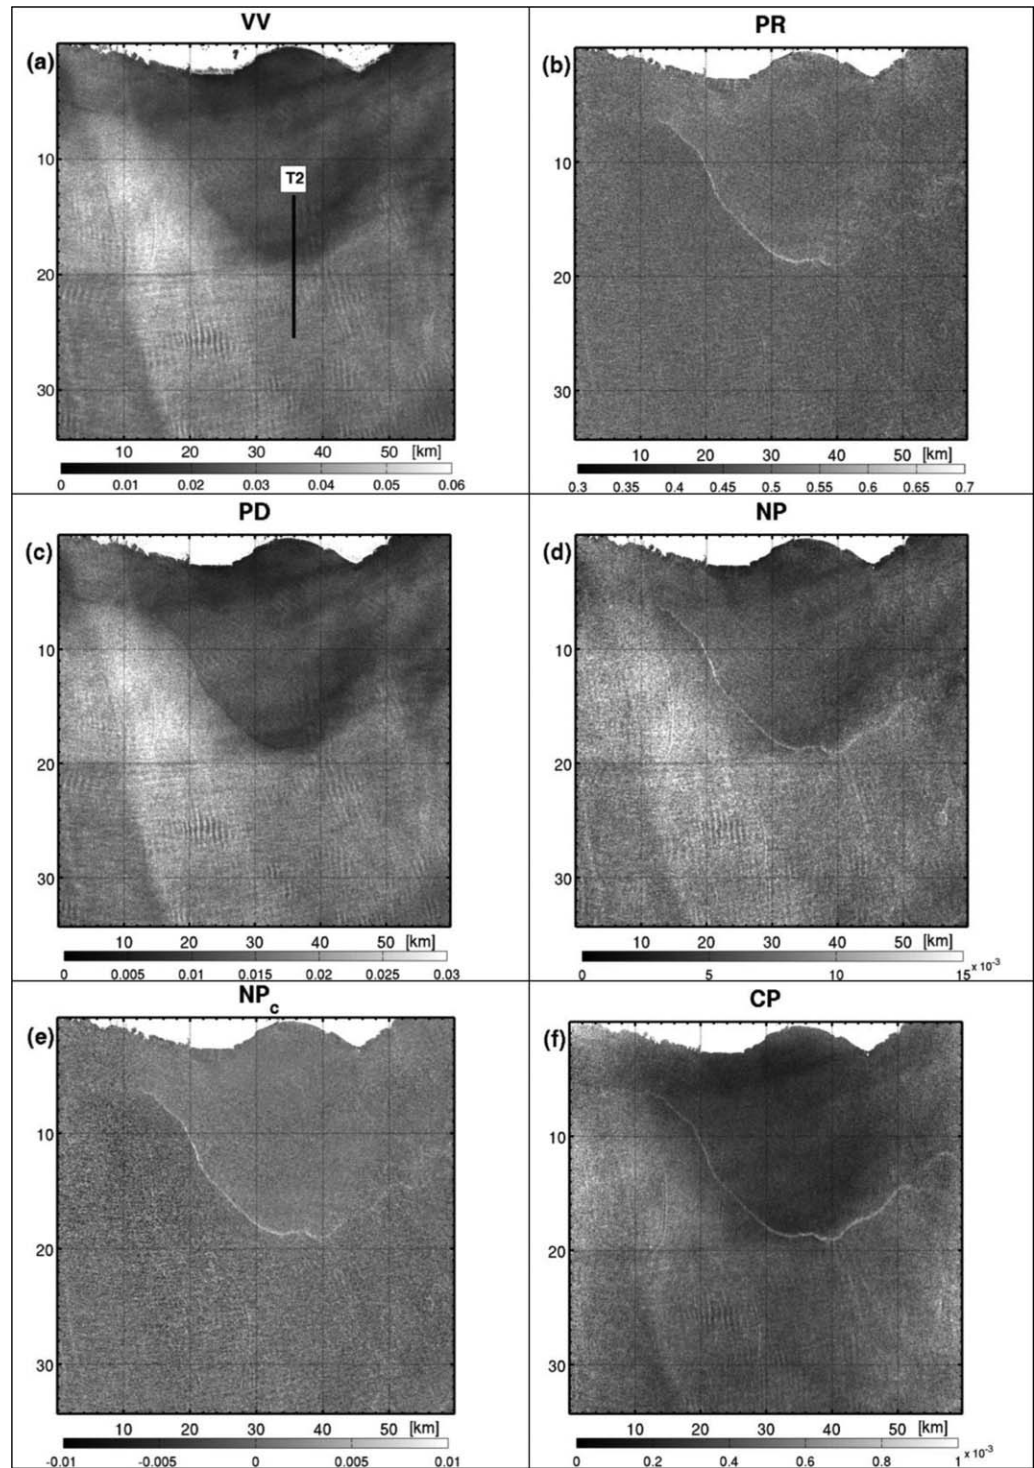 VV
(a)
T2
10
20
30
10 20 30 40 50 [km]
0 0.01 0.02 0.03 0.04 0.05 0.06
PR
(b)
10
20
30
10 20 30 40 50 [km]
0.3 0.35 0.4 0.45 0.5 0.55 0.6 0.65 0.7
PD
(c)
10
20
30
10 20 30 40 50 [km]
0 0.005 0.01 0.015 0.02 0.025 0.03
NP
(d)
10
20
30
10 20 30 40 50 [km]
0 5 10 15 x 10-3
NPc
(e)
10
20
30
10 20 30 40 50 [km]
-0.01 -0.005 0 0.005 0.01
CP
(f)
10
20
30
10 20 30 40 50 [km]
0 0.2 0.4 0.6 0.8 1 x 10-3